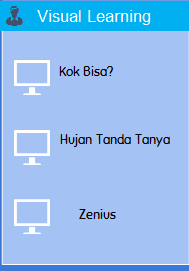 Visual Learning
Kok Bisa?
Hujan Tanda Tanya
Zenius